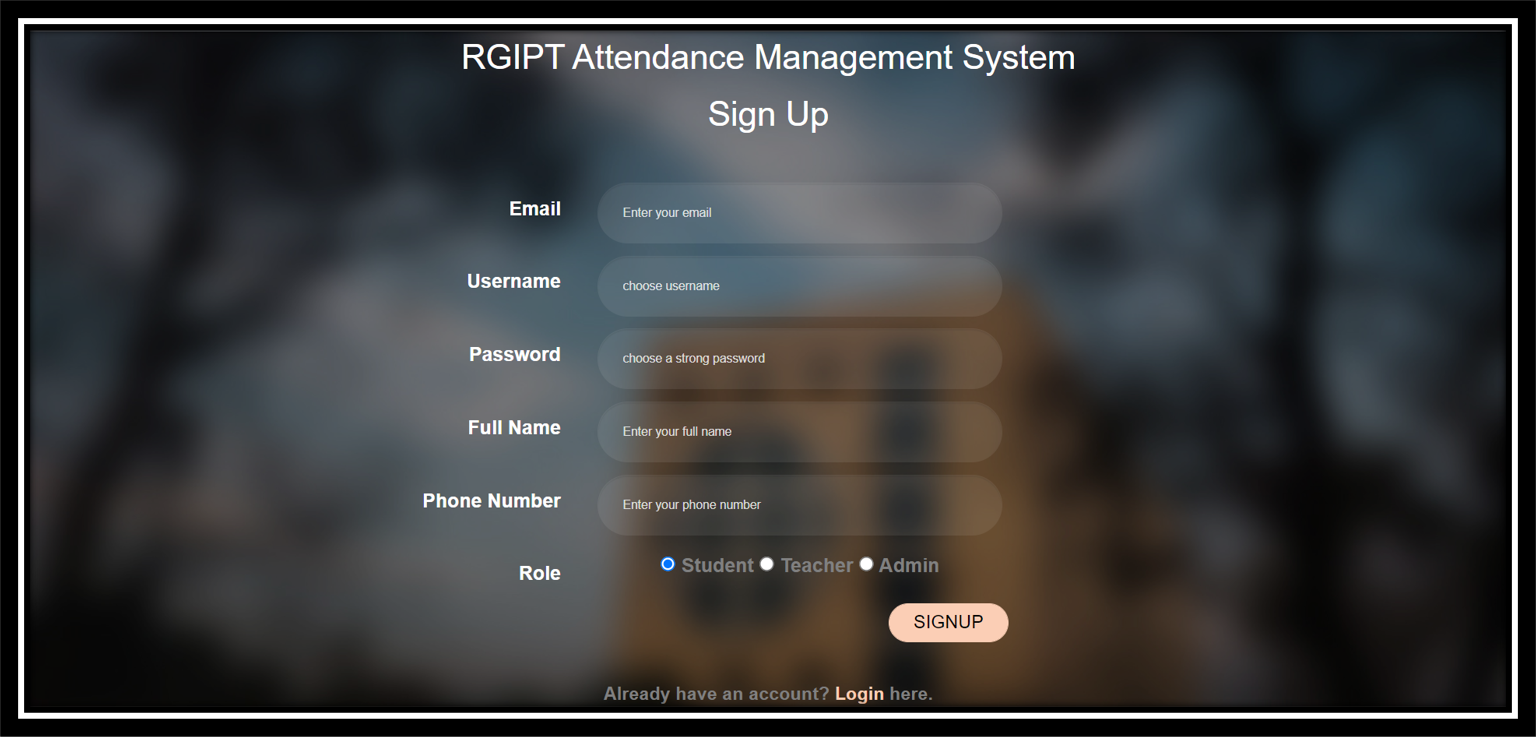 RGIPT Attendance Management System
Sign Up
Email Enter your email
Username choose username
Password choose a strong password
Full Name Enter your full name
Phone Number Enter your phone number
Role Student Teacher Admin
SIGNUP
Already have an account? Login here.